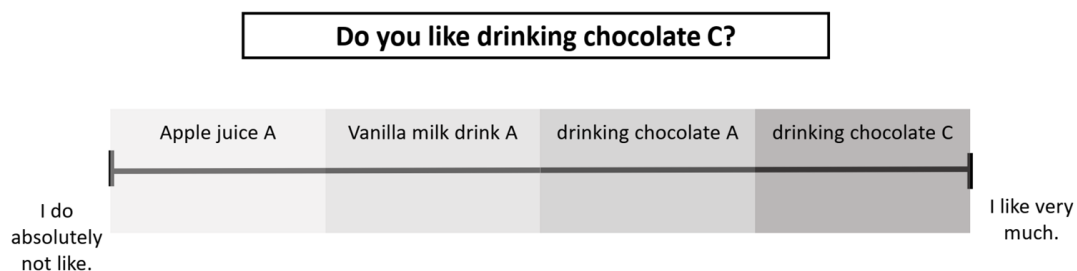 Do you like drinking chocolate C?
Apple juice A
Vanilla milk drink A
drinking chocolate A
drinking chocolate C
I do
absolutely
not like.
I like very
much.